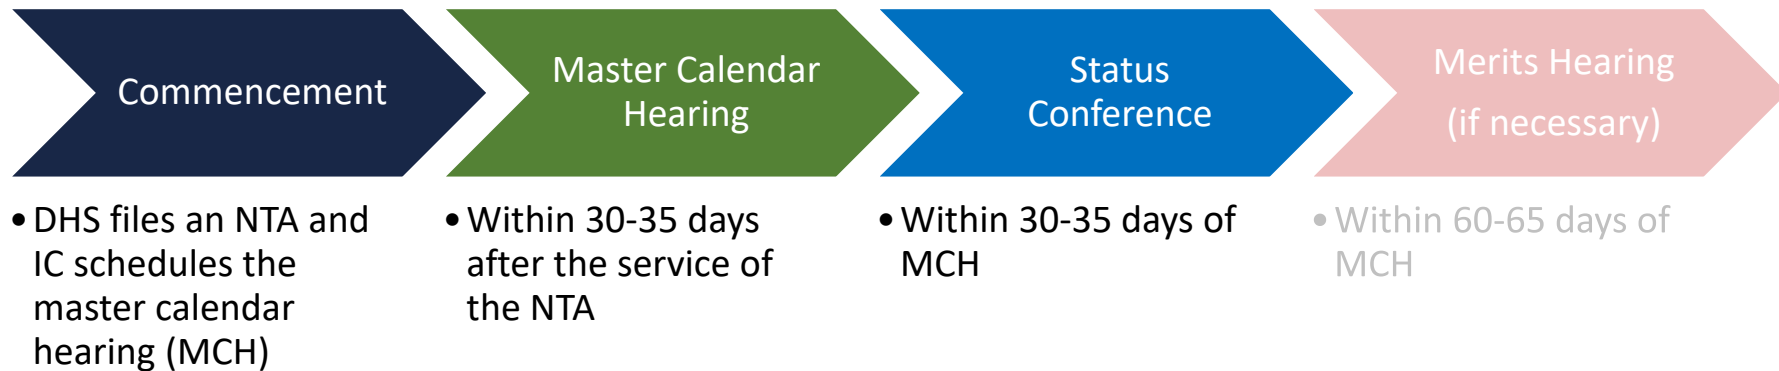 Commencement
Master Calendar
Hearing
Status
Conference
Merits Hearing
(if necessary)
• DHS files an NTA and
IC schedules the
master calendar
hearing (MCH)
• Within 30-35 days
after the service of
the NTA
• Within 30-35 days of
MCH
• Within 60-65 days of
MCH